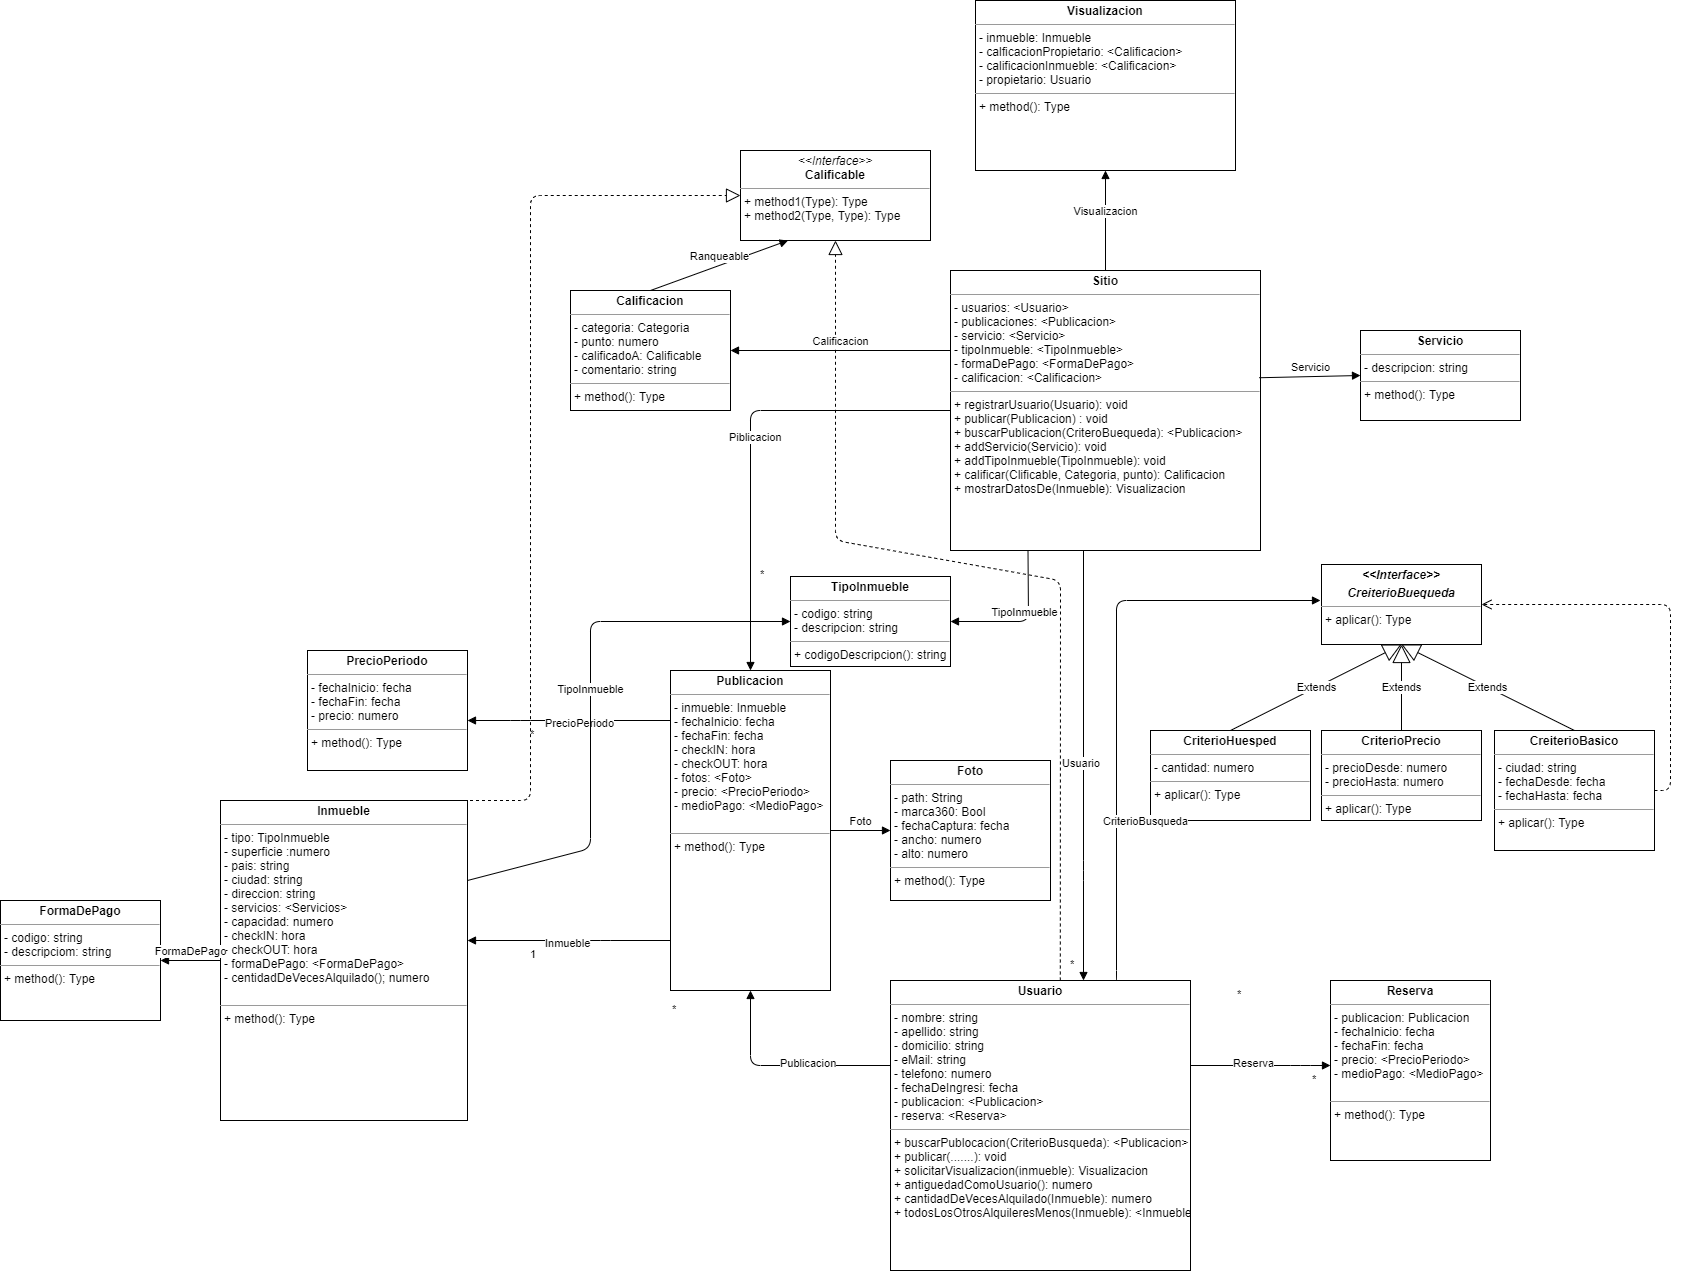 Visualizacion
- inmueble: Inmueble
- calficacionPropietario: <Calificacion>
- calificacionInmueble: <Calificacion>
- propietario: Usuario
+ method(): Type
<<Interface>>
Calificable
+ method1(Type): Type
+ method2(Type, Type): Type
Visualizacion
Ranqueable
Calificacion
- categoria: Categoria
- punto: numero
- calificadoA: Calificable
- comentario: string
+ method(): Type
Calificacion
Sitio
- usuarios: <Usuario>
- publicaciones: <Publicacion>
- servicio: <Servicio>
- tipoInmueble: <TipoInmueble>
- formaDePago: <FormaDePago>
- calificacion: <Calificacion>
+ registrarUsuario(Usuario): void
+ publicar(Publicacion) : void
+ buscarPublicacion(CriteroBuequeda): <Publicacion>
+ addServicio(Servicio): void
+ addTipoInmueble(TipoInmueble): void
+ calificar(Clificable, Categoria, punto): Calificacion
+ mostrarDatosDe(Inmueble): Visualizacion
Servicio
Servicio
- descripcion: string
+ method(): Type
Piblicacion
*
TipoInmueble
- codigo: string
- descripcion: string
+ codigoDescripcion(): string
TipoInmueble
<<Interface>>
CreiterioBuequeda
+ aplicar(): Type
Extends
Extends
Extends
PrecioPeriodo
- fechaInicio: fecha
- fechaFin: fecha
- precio: numero
+ method(): Type
TipoInmueble
PrecioPeriodo
*
Publicacion
- inmueble: Inmueble
- fechaInicio: fecha
- fechaFin: fecha
- checkIN: hora
- checkOUT: hora
- fotos: <Foto>
- precio: <PrecioPeriodo>
- medioPago: <MedioPago>
+ method(): Type
Foto
Foto
- path: String
- marca360: Bool
- fechaCaptura: fecha
- ancho: numero
- alto: numero
+ method(): Type
Usuario
CriterioBusqueda
CriterioHuesped
- cantidad: numero
+ aplicar(): Type
CriterioPrecio
- precioDesde: numero
- precioHasta: numero
+ aplicar(): Type
CreiterioBasico
- ciudad: string
- fechaDesde: fecha
- fechaHasta: fecha
+ aplicar(): Type
Inmueble
- tipo: TipoInmueble
- superficie :numero
- pais: string
- ciudad: string
- direccion: string
- servicios: <Servicios>
- capacidad: numero
- checkIN: hora
- checkOUT: hora
- formaDePago: <FormaDePago>
- centidadDeVecesAlquilado(); numero
+ method(): Type
FormaDePago
- codigo: string
- descripciom: string
+ method(): Type
FormaDePago
Inmueble
1
*
Publicacion
*
Usuario
- nombre: string
- apellido: string
- domicilio: string
- eMail: string
- telefono: numero
- fechaDeIngresi: fecha
- publicacion: <Publicacion>
- reserva: <Reserva>
+ buscarPublocacion(CriterioBusqueda): <Publicacion>
+ publicar(.......): void
+ solicitarVisualizacion(inmueble): Visualizacion
+ antiguedadComoUsuario(): numero
+ cantidadDeVecesAlquilado(Inmueble): numero
+ todosLosOtrosAlquileresMenos(Inmueble): <Inmueble
*
Reserva
*
Reserva
- publicacion: Publicacion
- fechaInicio: fecha
- fechaFin: fecha
- precio: <PrecioPeriodo>
- medioPago: <MedioPago>
+ method(): Type